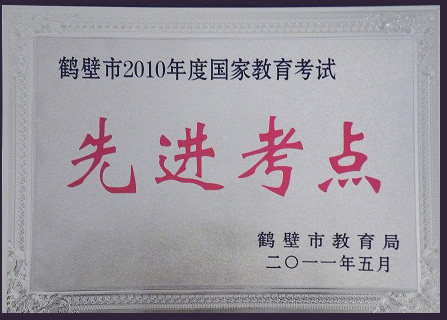 鹤壁市2010年度国家教育考试
先进考点
鹤壁市教育局
二〇一一年五月